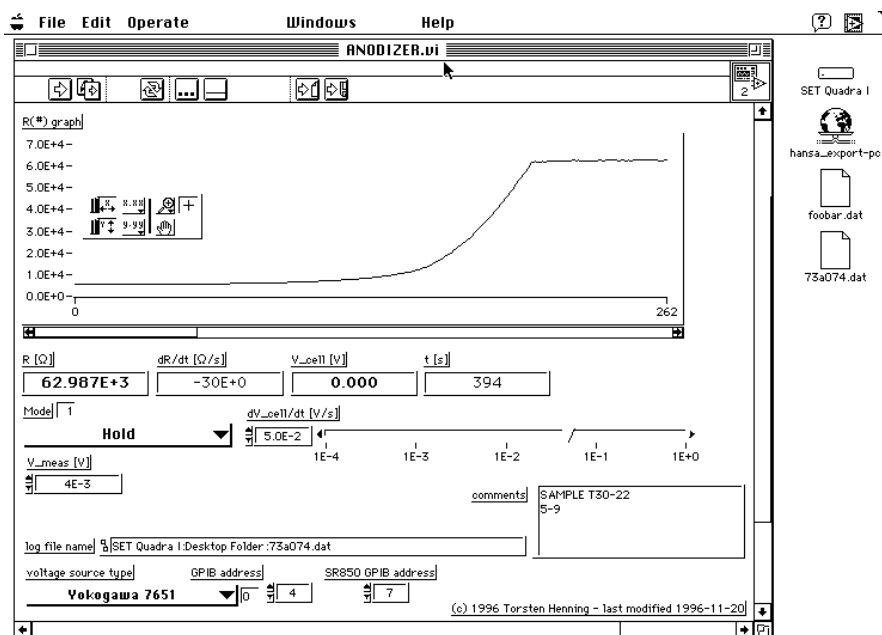 File Edit Operate Windows Help
ANODIZER.vi
2
SET Quadra I
hansa_export-pc
foobar.dat
73a074.dat
R(#) graph
7.0E+4
6.0E+4
5.0E+4
4.0E+4
3.0E+4
2.0E+4
1.0E+4
0.0E+0
0 262
X x.xx
Y y.yy
R [Ω] dR/dt [Ω/s] V_cell [V] t [s]
62.987E+3 -30E+0 0.000 394
Mode 1 dV_cell/dt [V/s]
Hold 5.0E-2
1E-4 1E-3 1E-2 1E-1 1E+0
V_meas [V]
4E-3
comments SAMPLE T30-22
5-9
log file name SET Quadra I:Desktop Folder:73a074.dat
voltage source type GPIB address SR850 GPIB address
Yokogawa 7651 0 4 7
(c) 1996 Torsten Henning - last modified 1996-11-20